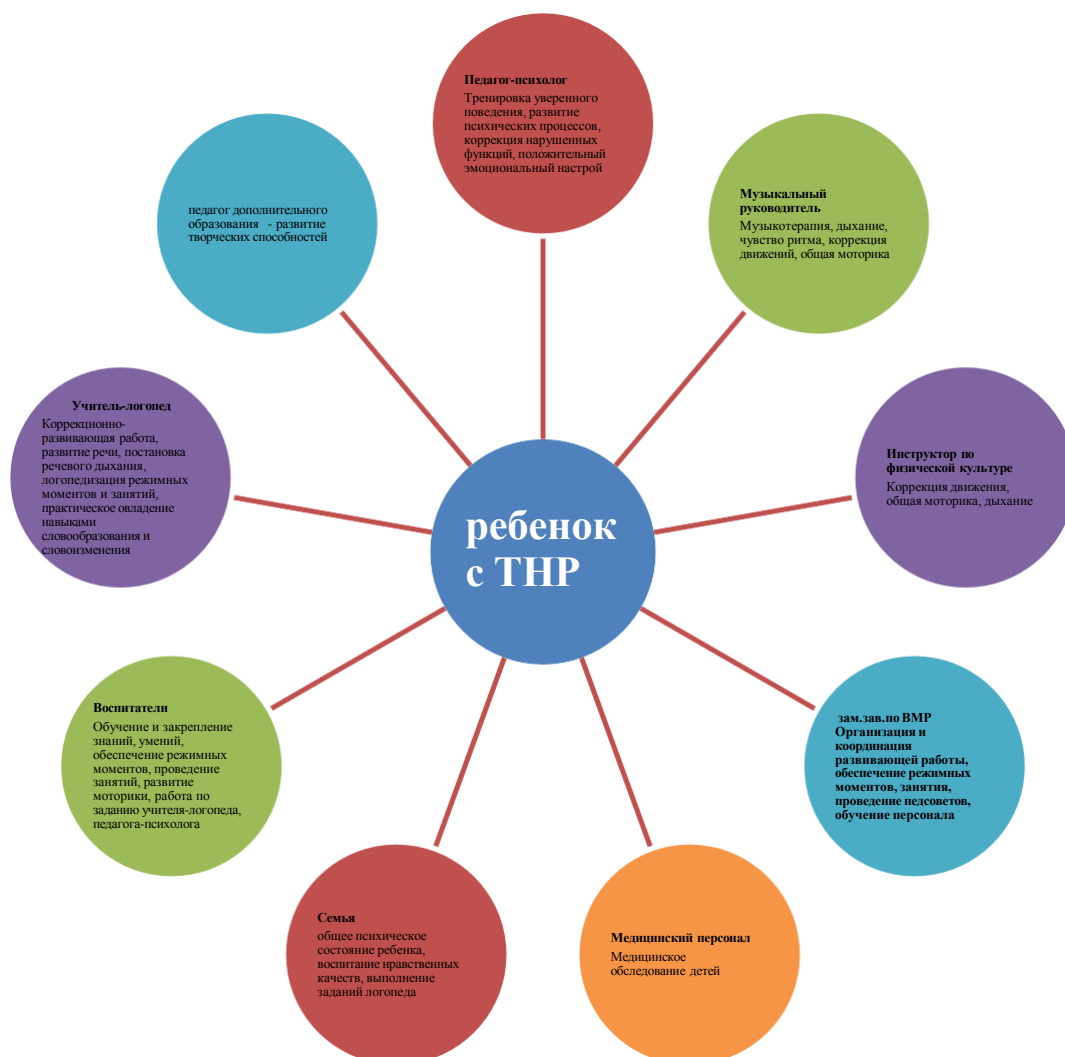 Педагог-психолог
Тренировка уверенного
поведения, развитие
психических процессов,
коррекция нарушенных
функций, положительный
эмоциональный настрой
Музыкальный
руководитель
Музыкотерапия, дыхание,
чувство ритма, коррекция
движений, общая моторика
Инструктор по
физической культуре
Коррекция движения,
общая моторика, дыхание
зам.зав.по ВМР
Организация и
координация
развивающей работы,
обеспечение режимных
моментов, занятия,
проведение педсоветов,
обучение персонала
Медицинский персонал
Медицинское
обследование детей
Семья
общее психическое
состояние ребенка,
воспитание нравственных
качеств, выполнение
заданий логопеда
Воспитатели
Обучение и закрепление
знаний, умений,
обеспечение режимных
моментов, проведение
занятий, развитие
моторики, работа по
заданию учителя-логопеда,
педагога-психолога
Учитель-логопед
Коррекционно-
развивающая работа,
развитие речи, постановка
речевого дыхания,
логопедизация режимных
моментов и занятий,
практическое овладение
навыками
словообразования и
словоизменения
педагог дополнительного
образования - развитие
творческих способностей
ребенок
с ТНР